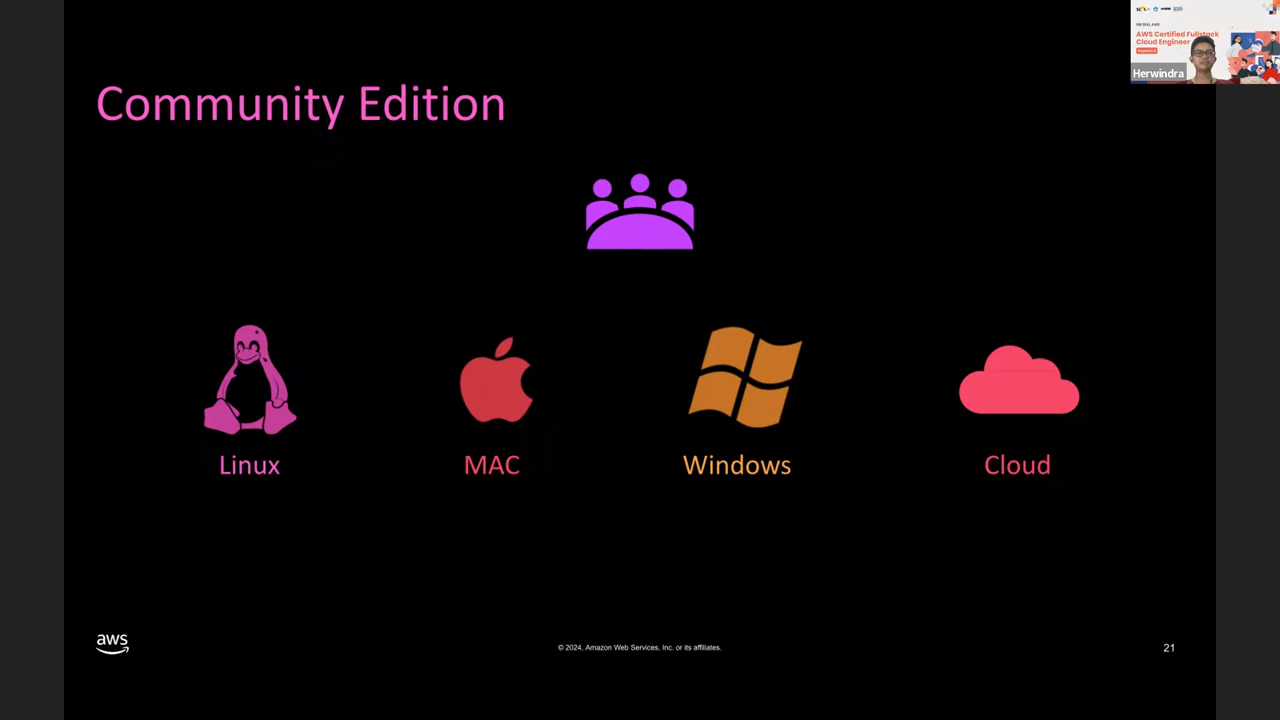 Community Edition
AWS Certified Fullstack
Cloud Engineer
Herwindra
Linux
MAC
Windows
Cloud
aws
© 2024, Amazon Web Services, Inc. or its affiliates.
21